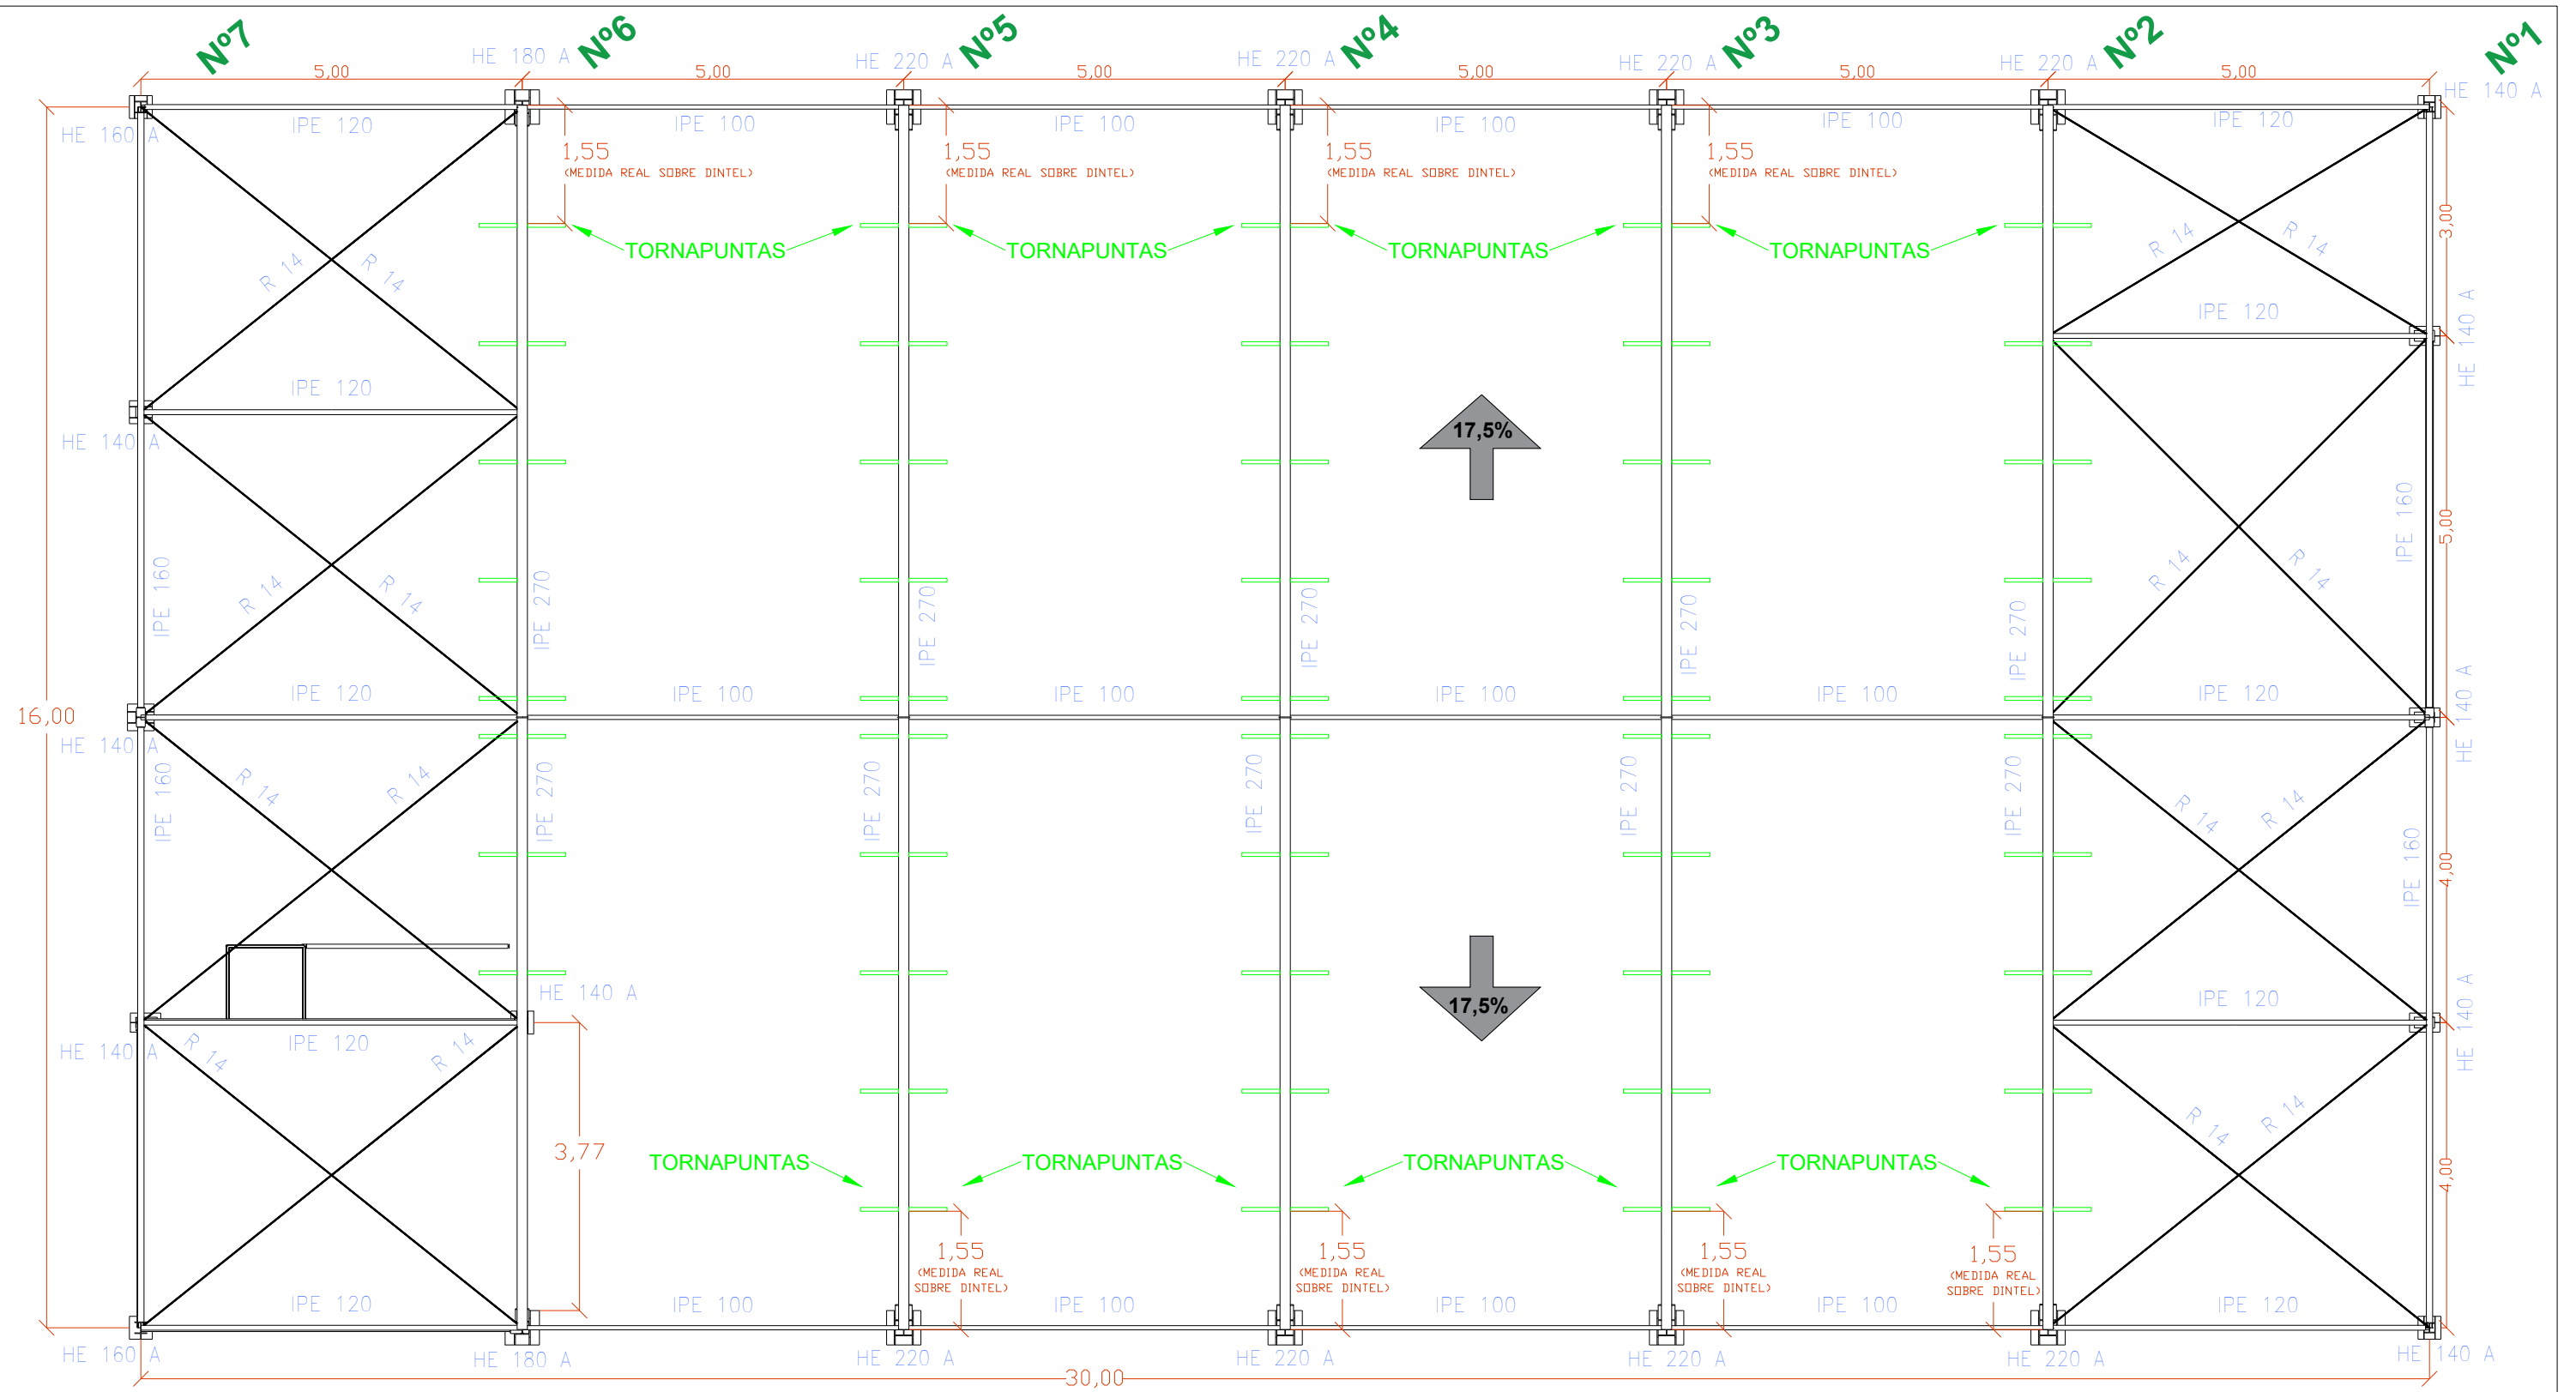 Nº7
Nº6
Nº5
Nº4
Nº3
Nº2
Nº1
HE 180 A
HE 220 A
HE 220 A
HE 220 A
HE 220 A
5,00
5,00
5,00
5,00
5,00
5,00
HE 140 A
HE 160 A
IPE 120
IPE 100
IPE 100
IPE 100
IPE 100
IPE 120
1,55
(MEDIDA REAL SOBRE DINTEL)
1,55
(MEDIDA REAL SOBRE DINTEL)
1,55
(MEDIDA REAL SOBRE DINTEL)
1,55
(MEDIDA REAL SOBRE DINTEL)
3,00
TORNAPUNTAS
TORNAPUNTAS
TORNAPUNTAS
TORNAPUNTAS
R 14
R 14
R 14
R 14
IPE 120
HE 140 A
IPE 120
HE 140 A
17,5%
IPE 160
5,00
R 14
R 14
R 14
R 14
IPE 160
IPE 270
IPE 270
IPE 270
IPE 270
IPE 270
IPE 120
IPE 100
IPE 100
IPE 100
IPE 100
IPE 120
HE 140 A
16,00
HE 140 A
IPE 160
R 14
R 14
IPE 270
IPE 270
IPE 270
IPE 270
IPE 270
R 14
R 14
IPE 160
4,00
HE 140 A
17,5%
IPE 120
HE 140 A
HE 140 A
IPE 120
R 14
R 14
3,77
R 14
R 14
4,00
TORNAPUNTAS
TORNAPUNTAS
TORNAPUNTAS
TORNAPUNTAS
1,55
(MEDIDA REAL
SOBRE DINTEL)
1,55
(MEDIDA REAL
SOBRE DINTEL)
1,55
(MEDIDA REAL
SOBRE DINTEL)
1,55
(MEDIDA REAL
SOBRE DINTEL)
IPE 120
IPE 100
IPE 100
IPE 100
IPE 100
IPE 120
HE 160 A
HE 180 A
HE 220 A
HE 220 A
HE 220 A
HE 220 A
HE 140 A
30,00